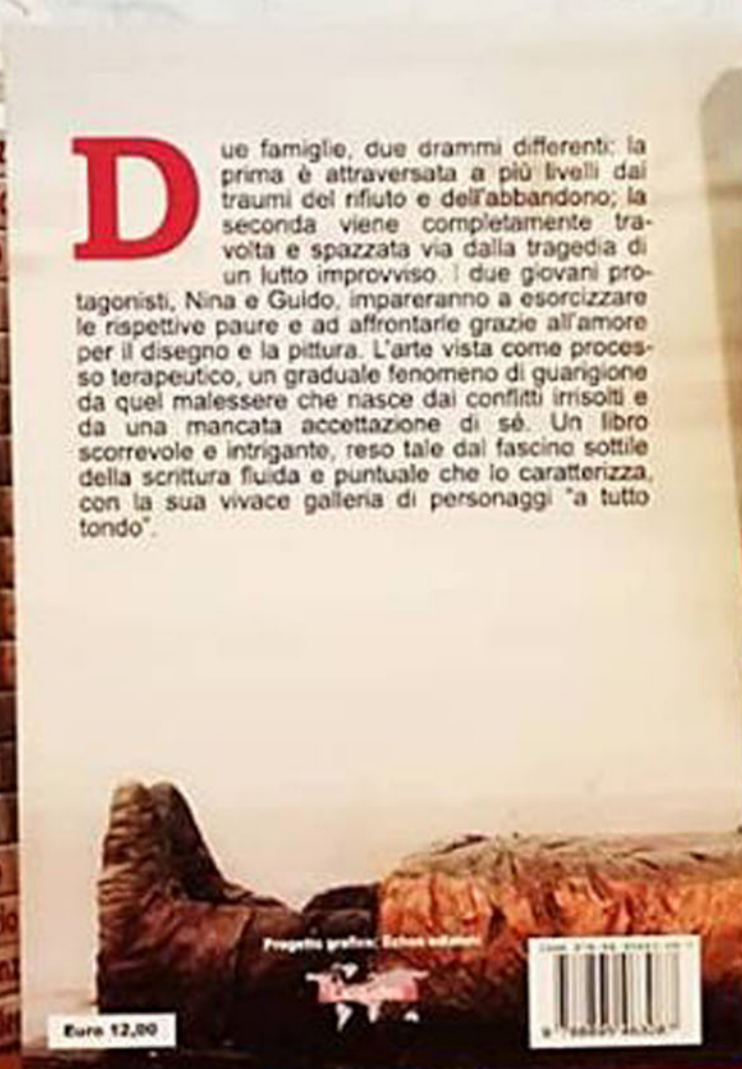 Due famiglie, due drammi differenti: la
prima è attraversata a più livelli dai
traumi del rifiuto e dell'abbandono; la
seconda viene completamente tra-
volta e spazzata via dalla tragedia di
un lutto improvviso. I due giovani pro-
tagonisti, Nina e Guido, impareranno a esorcizzare
le rispettive paure e ad affrontarle grazie all'amore
per il disegno e la pittura. L'arte vista come proces-
so terapeutico, un graduale fenomeno di guarigione
da quel malessere che nasce dai conflitti irrisolti e
da una mancata accettazione di sé. Un libro
scorrevole e intrigante, reso tale dal fascino sottile
della scrittura fluida e puntuale che lo caratterizza,
con la sua vivace galleria di personaggi "a tutto
tondo".
Progetto grafico:
Euro 12,00